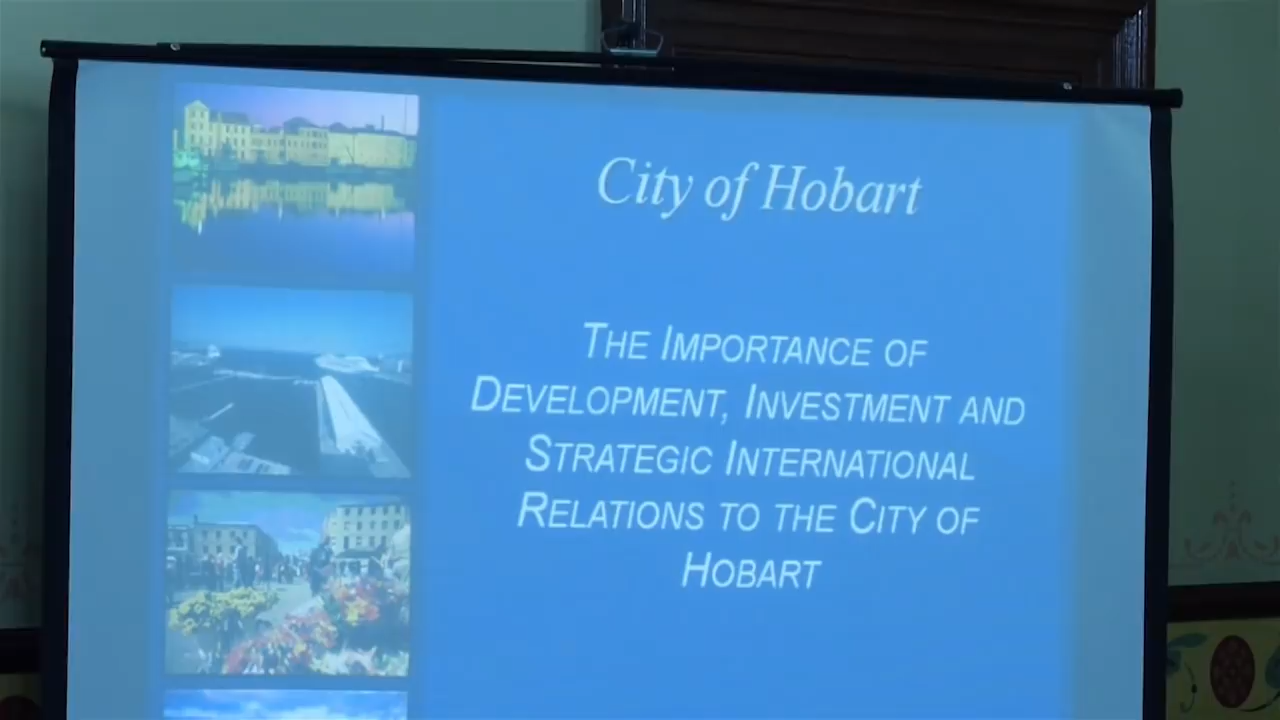 City of Hobart
THE IMPORTANCE OF
DEVELOPMENT, INVESTMENT AND
STRATEGIC INTERNATIONAL
RELATIONS TO THE CITY OF
HOBART